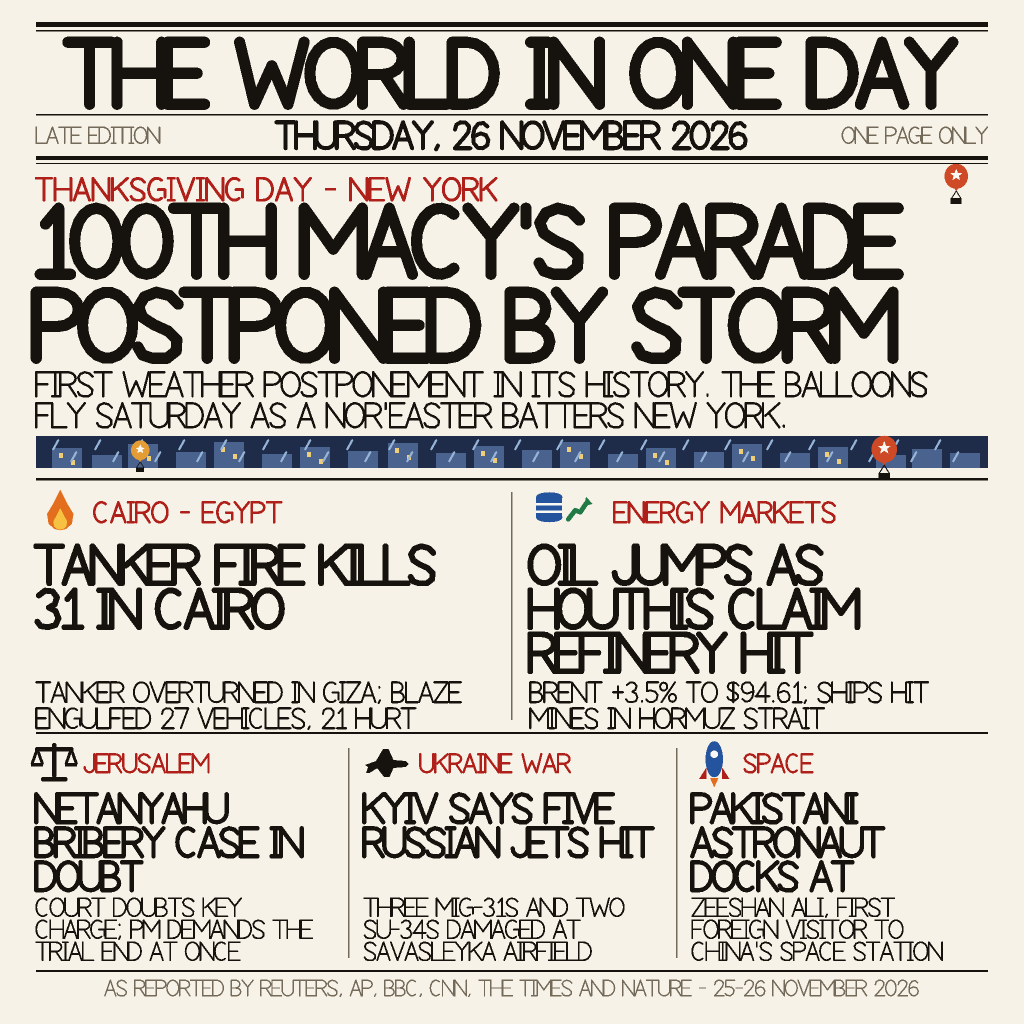 THE WORLD IN ONE DAY
LATE EDITION
THURSDAY, 26 NOVEMBER 2026
ONE PAGE ONLY
THANKSGIVING DAY - NEW YORK
100TH MACY'S PARADE
POSTPONED BY STORM
FIRST WEATHER POSTPONEMENT IN ITS HISTORY. THE BALLOONS
FLY SATURDAY AS A NOR'EASTER BATTERS NEW YORK.
CAIRO - EGYPT
TANKER FIRE KILLS
31 IN CAIRO
TANKER OVERTURNED IN GIZA; BLAZE
ENGULFED 27 VEHICLES, 21 HURT
ENERGY MARKETS
OIL JUMPS AS
HOUTHIS CLAIM
REFINERY HIT
BRENT +3.5% TO $94.61; SHIPS HIT
MINES IN HORMUZ STRAIT
JERUSALEM
NETANYAHU
BRIBERY CASE IN
DOUBT
COURT DOUBTS KEY
CHARGE; PM DEMANDS THE
TRIAL END AT ONCE
UKRAINE WAR
KYIV SAYS FIVE
RUSSIAN JETS HIT
THREE MIG-31S AND TWO
SU-34S DAMAGED AT
SAVASLEYKA AIRFIELD
SPACE
PAKISTANI
ASTRONAUT
DOCKS AT
ZEESHAN ALI, FIRST
FOREIGN VISITOR TO
CHINA'S SPACE STATION
AS REPORTED BY REUTERS, AP, BBC, CNN, THE TIMES AND NATURE - 25-26 NOVEMBER 2026